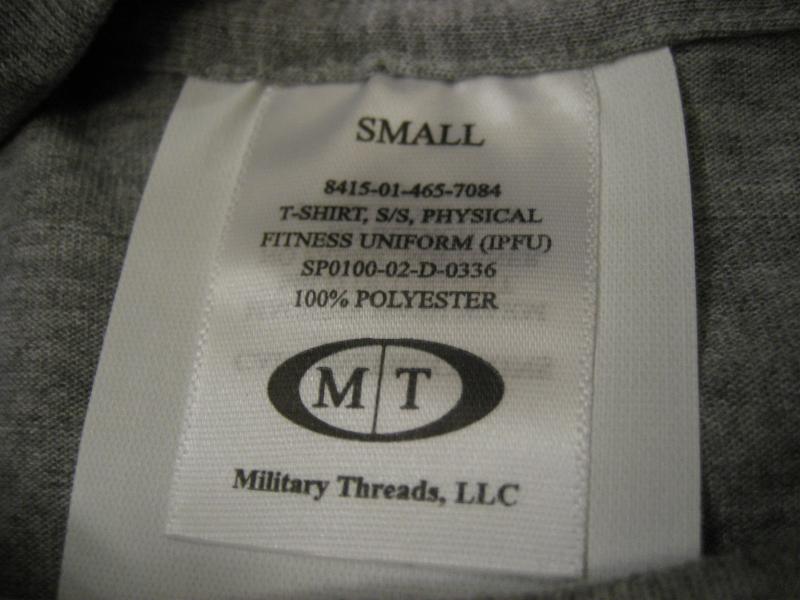 SMALL
8415-01-465-7084
T-SHIRT, S/S, PHYSICAL
FITNESS UNIFORM (IPFU)
SP0100-02-D-0336
100% POLYESTER
M T
Military Threads, LLC